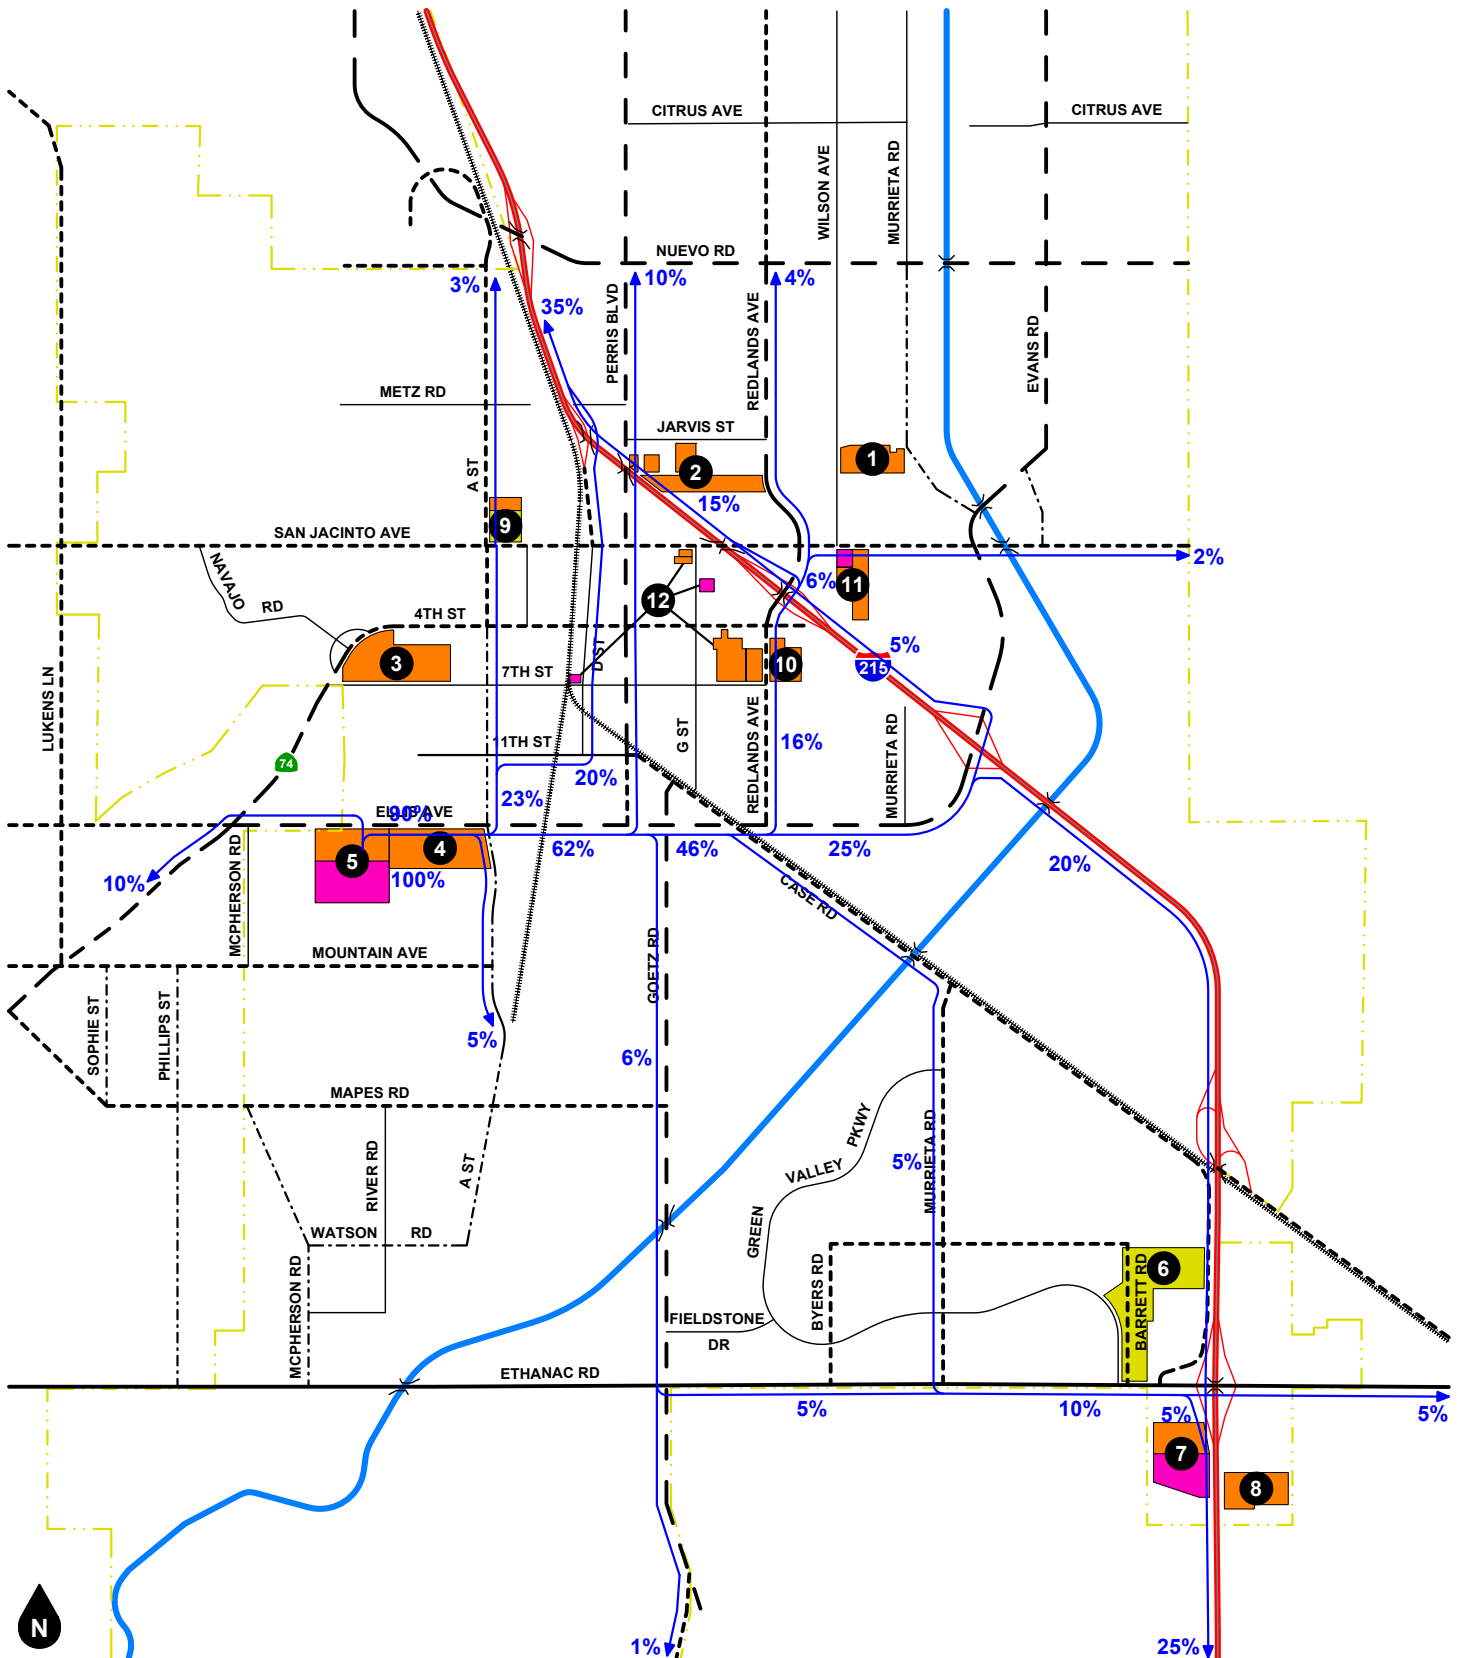 CITRUS AVE
CITRUS AVE
WILSON AVE
MURRIETA RD
NUEVO RD
3%
10%
4%
35%
PERRIS BLVD
REDLANDS AVE
EVANS RD
METZ RD
JARVIS ST
A ST
1
2
15%
9
SAN JACINTO AVE
2%
NAVAJO
RD
6%
11
12
4TH ST
3
7TH ST
D ST
10
5%
215
LUKENS LN
11TH ST
G ST
REDLANDS AVE
16%
MURRIETA RD
74
20%
23%
ELLIS AVE
90%
MCPHERSON RD
5
4
62%
46%
25%
20%
10%
100%
CASE RD
MOUNTAIN AVE
GOETZ RD
SOPHIE ST
PHILLIPS ST
5%
6%
MAPES RD
RIVER RD
A ST
VALLEY
PKWY
MURRIETA RD
5%
GREEN
WATSON
RD
MCPHERSON RD
BYERS RD
BARRETT RD
6
FIELDSTONE
DR
ETHANAC RD
5%
10%
5%
5%
7
8
N
1%
25%